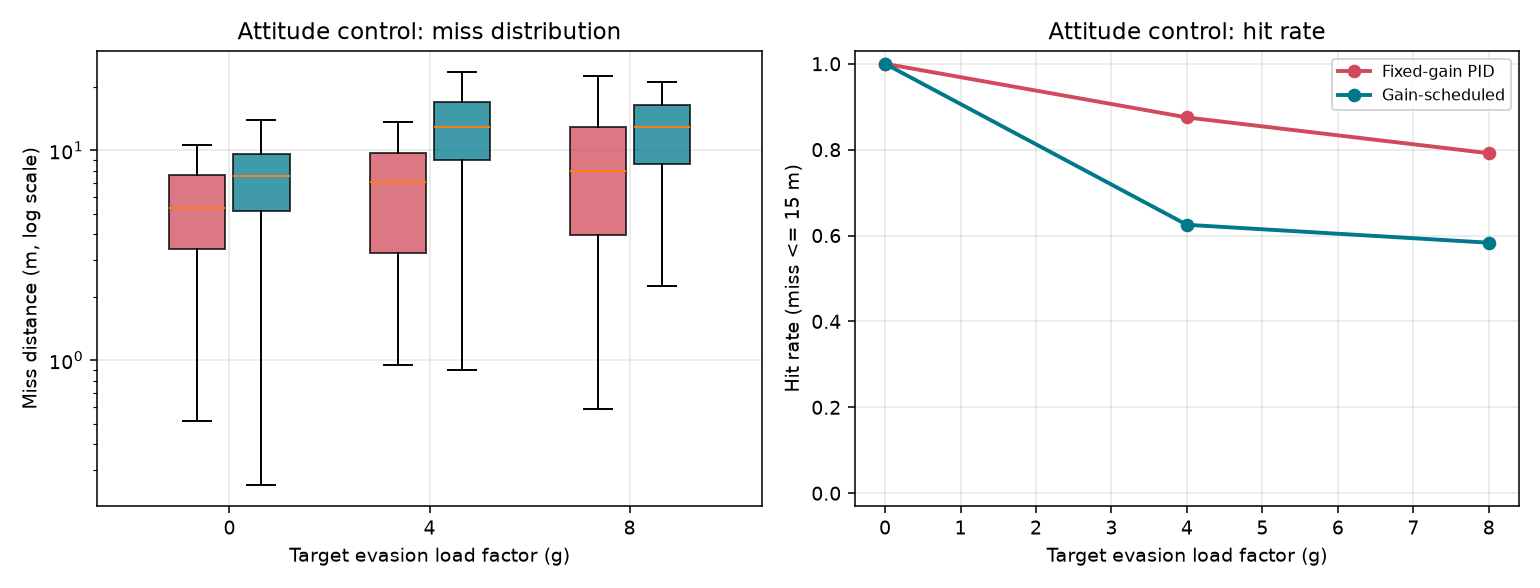 Attitude control: miss distribution
Miss distance (m, log scale)
10¹
10⁰
0
4
8
Target evasion load factor (g)
Attitude control: hit rate
Hit rate (miss <= 15 m)
1.0
0.8
0.6
0.4
0.2
0.0
Fixed-gain PID
Gain-scheduled
0
1
2
3
4
5
6
7
8
Target evasion load factor (g)